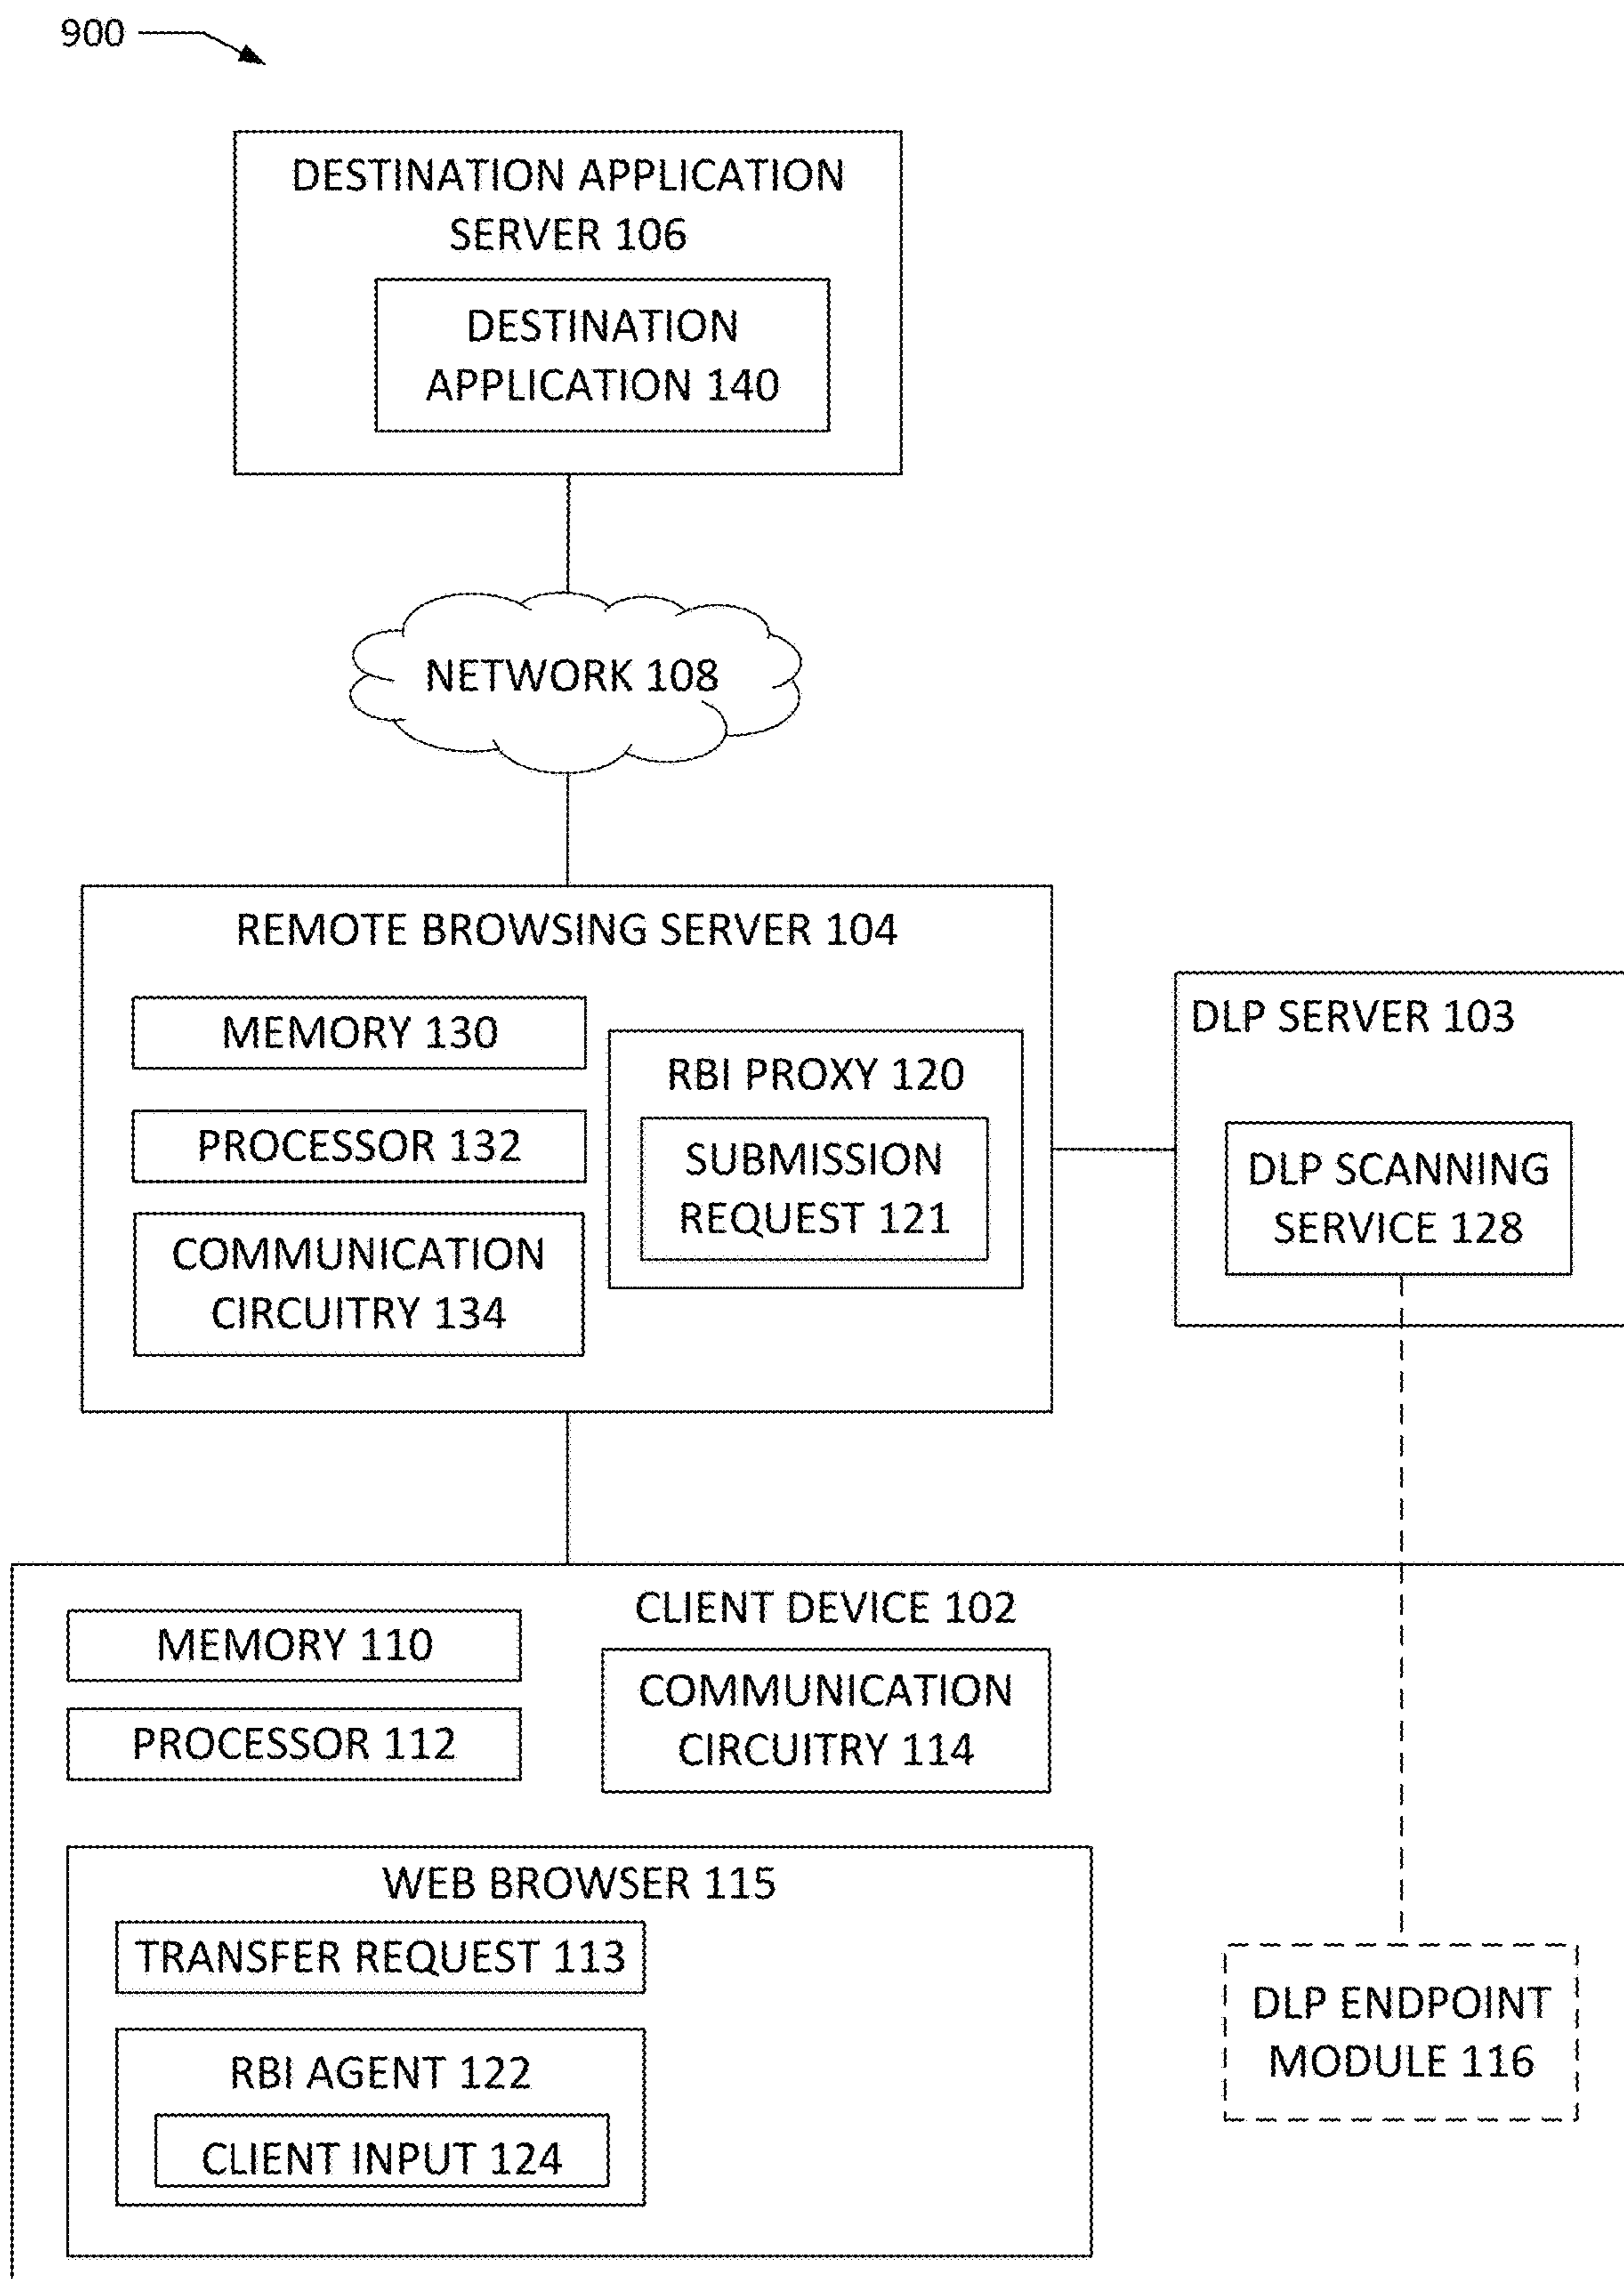 900
DESTINATION APPLICATION
SERVER 106
DESTINATION
APPLICATION 140
NETWORK 108
REMOTE BROWSING SERVER 104
MEMORY 130
PROCESSOR 132
COMMUNICATION
CIRCUITRY 134
RBI PROXY 120
SUBMISSION
REQUEST 121
DLP SERVER 103
DLP SCANNING
SERVICE 128
CLIENT DEVICE 102
MEMORY 110
PROCESSOR 112
COMMUNICATION
CIRCUITRY 114
WEB BROWSER 115
TRANSFER REQUEST 113
RBI AGENT 122
CLIENT INPUT 124
DLP ENDPOINT
MODULE 116